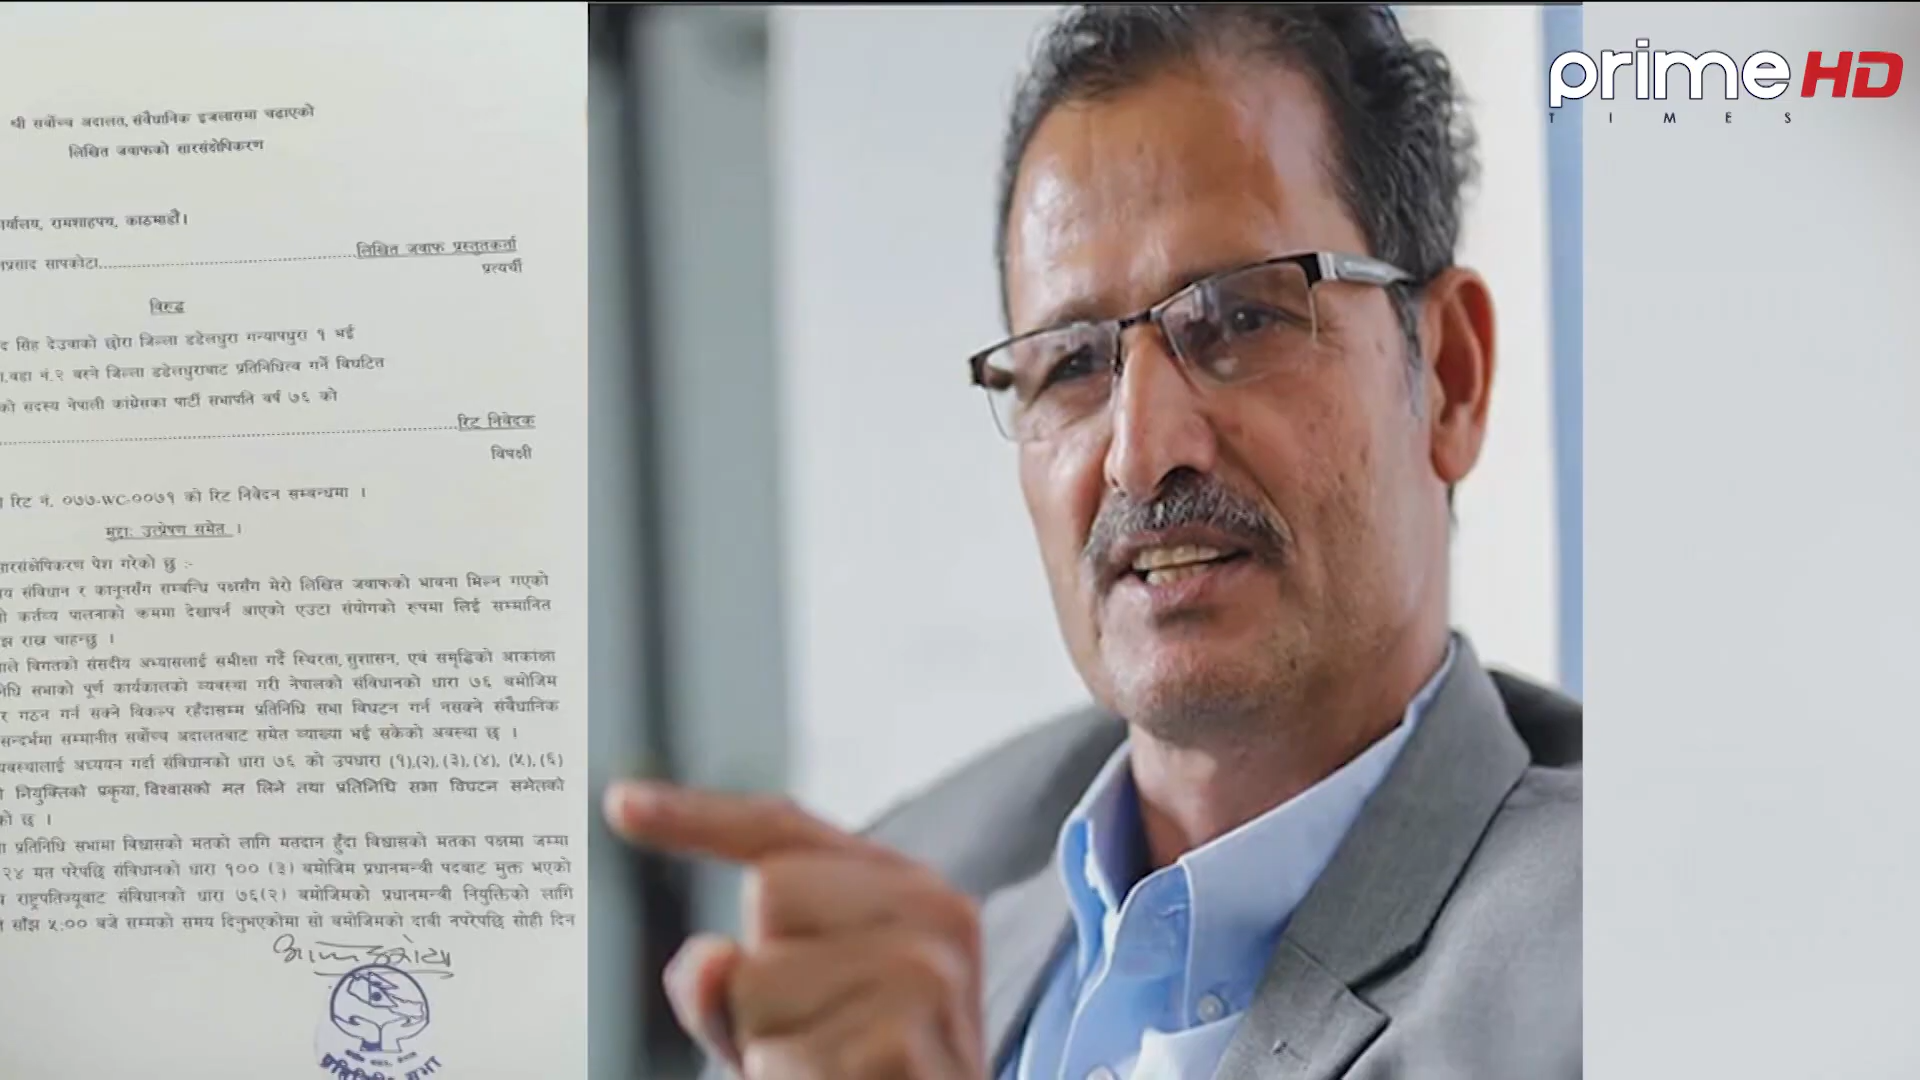 श्री सर्वोच्च अदालत, संवैधानिक इजलासमा चढाएको
लिखित जवाफको सारसंक्षेपिकरण
र्यालय, रामशाहपथ, काठमाडौं।
प्रसाद सापकोटा..........लिखित जवाफ प्रस्तुतकर्ता
प्रत्यर्थी
विरुद्ध
सिंह देउवाको छोरा जिल्ला डडेलधुरा गन्यापधुरा १ भई
.वडा नं.२ बस्ने जिल्ला डडेलधुराबाट प्रतिनिधित्व गर्ने विघटित
को सदस्य नेपाली कांग्रेसका पार्टी सभापति वर्ष ७६ को
..........रिट निवेदक
विपक्षी
रिट नं. ०७७-WC-००७१ को रिट निवेदन सम्बन्धमा ।
मुद्दाः उत्प्रेषण समेत ।
सारसंक्षेपिकरण पेश गरेको छु :-
संविधान र कानूनसँग सम्बन्धि पक्षसँग मेरो लिखित जवाफको भावना मिल्न गएको
कर्तव्य पालनाको क्रममा देखापर्न आएको एउटा संयोगको रुपमा लिई सम्मानित
राख्न चाहन्छु ।
ले विगतको संसदीय अभ्यासलाई समीक्षा गर्दै स्थिरता, सुशासन, एवं समृद्धिको आकांक्षा
सभाको पूर्ण कार्यकालको व्यवस्था गरी नेपालको संविधानको धारा ७६ बमोजिम
गठन गर्न सक्ने विकल्प रहँदासम्म प्रतिनिधि सभा विघटन गर्न नसक्ने संवैधानिक
सन्दर्भमा सम्मानीत सर्वोच्च अदालतबाट समेत व्याख्या भई सकेको अवस्था छ ।
व्यवस्थालाई अध्ययन गर्दा संविधानको धारा ७६ को उपधारा (१),(२),(३),(४), (५),(६)
नियुक्तिको प्रकृया, विश्वासको मत लिने तथा प्रतिनिधि सभा विघटन समेतको
को छ ।
प्रतिनिधि सभामा विश्वासको मतको लागि मतदान हुँदा विश्वासको मतका पक्षमा जम्मा
२४ मत परेपछि संविधानको धारा १०० (३) बमोजिम प्रधानमन्त्री पदबाट मुक्त भएको
राष्ट्रपतिज्यूबाट संविधानको धारा ७६(२) बमोजिमको प्रधानमन्त्री नियुक्तिको लागि
साँझ ५:०० बजे सम्मको समय दिनुभएकोमा सो बमोजिमको दावी नपरेपछि सोही दिन
प्रतिनिधि सभा
prime HD
TIMES